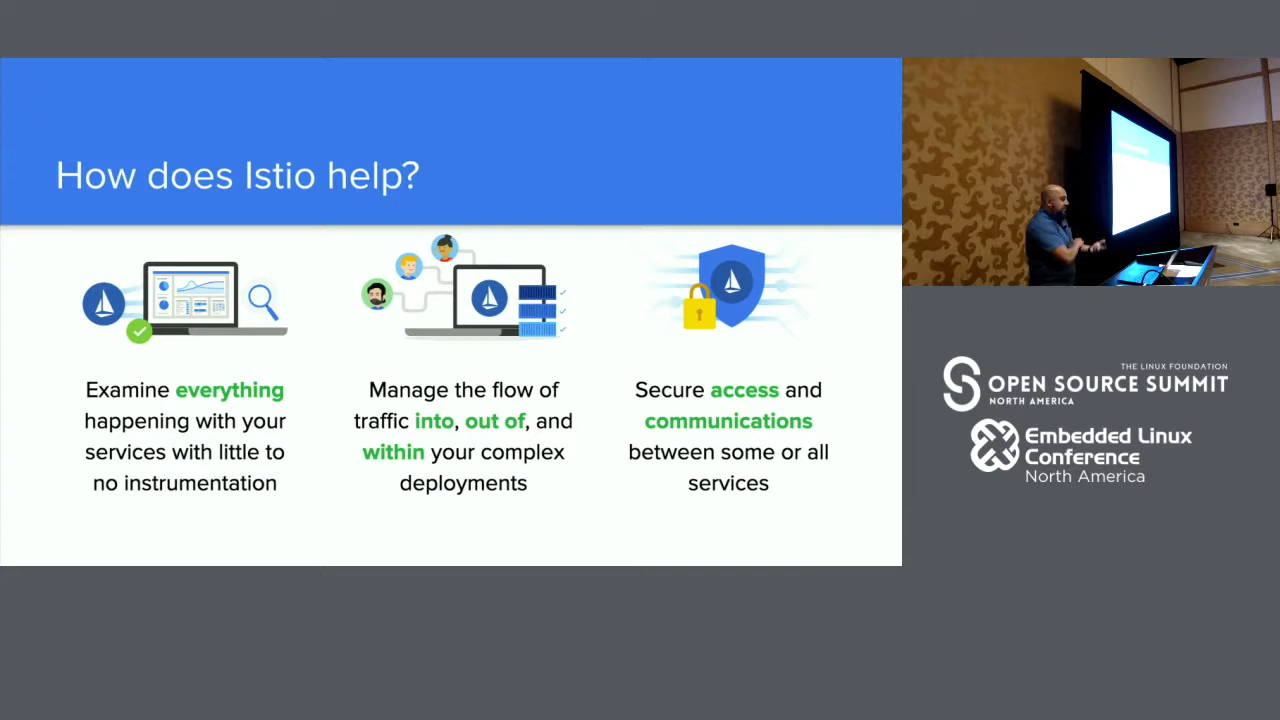 How does Istio help?
Examine everything
happening with your
services with little to
no instrumentation
Manage the flow of
traffic into, out of, and
within your complex
deployments
Secure access and
communications
between some or all
services
THE LINUX FOUNDATION
OPEN SOURCE SUMMIT
NORTH AMERICA
Embedded Linux
Conference
North America